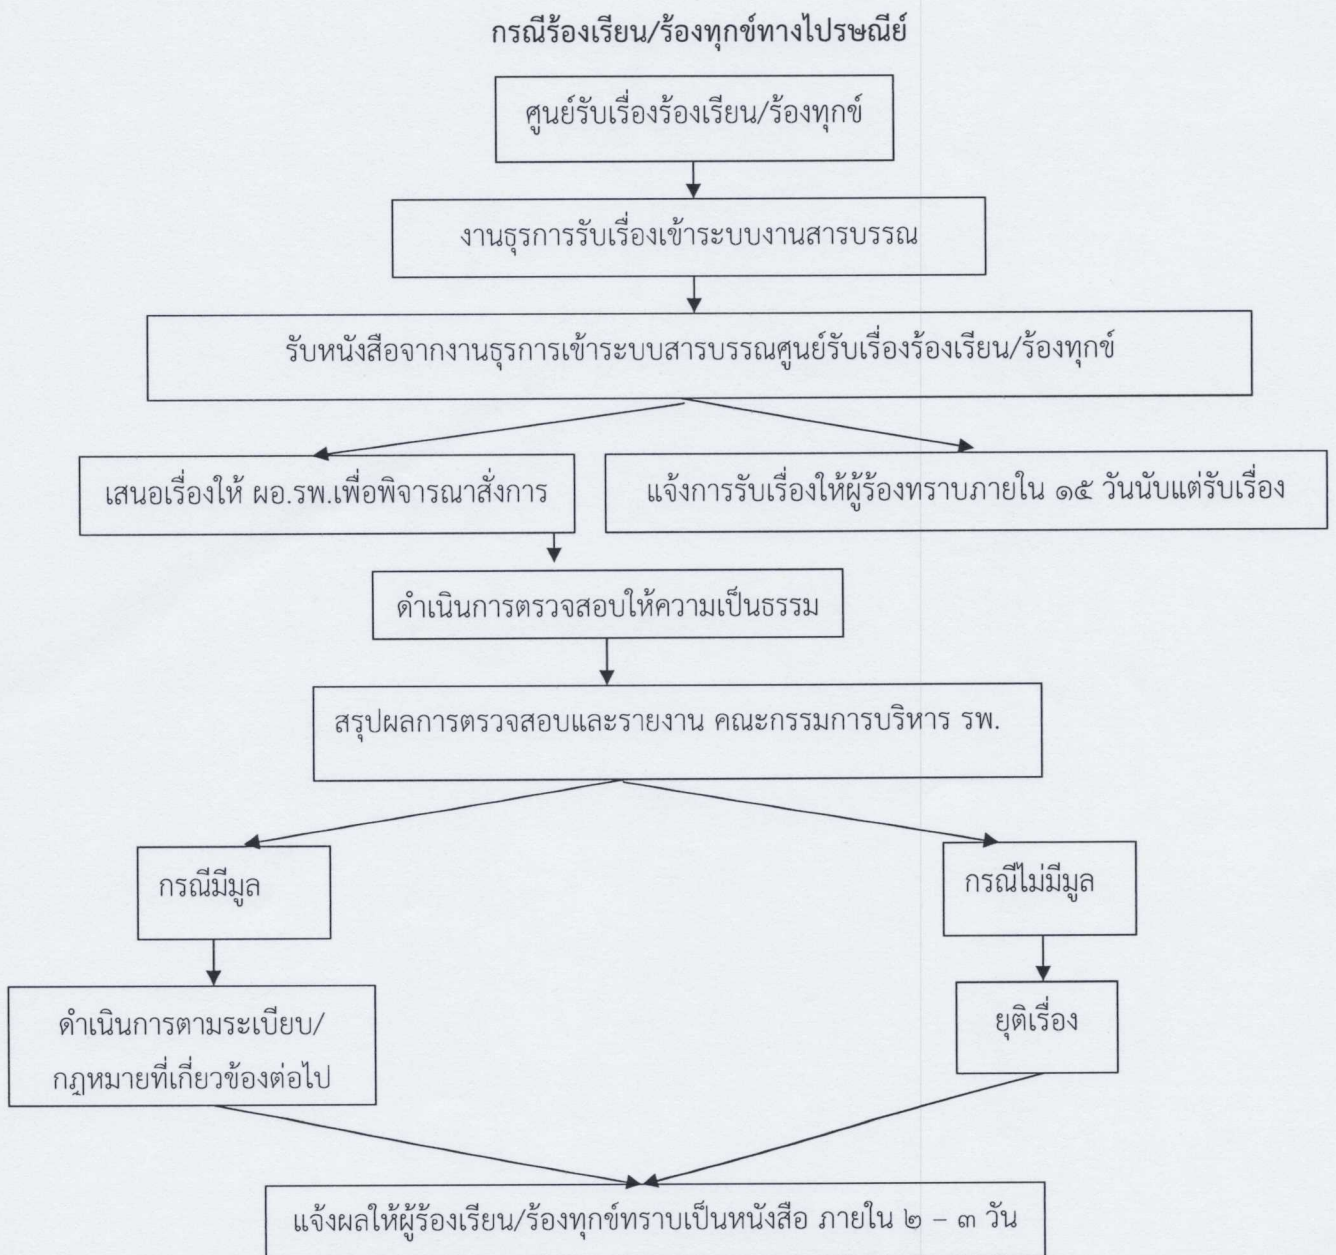 กรณีร้องเรียน/ร้องทุกข์ทางไปรษณีย์
ศูนย์รับเรื่องร้องเรียน/ร้องทุกข์
งานธุรการรับเรื่องเข้าระบบงานสารบรรณ
รับหนังสือจากงานธุรการเข้าระบบสารบรรณศูนย์รับเรื่องร้องเรียน/ร้องทุกข์
เสนอเรื่องให้ ผอ.รพ.เพื่อพิจารณาสั่งการ
แจ้งการรับเรื่องให้ผู้ร้องทราบภายใน ๑๕ วันนับแต่รับเรื่อง
ดำเนินการตรวจสอบให้ความเป็นธรรม
สรุปผลการตรวจสอบและรายงาน คณะกรรมการบริหาร รพ.
กรณีมีมูล
กรณีไม่มีมูล
ดำเนินการตามระเบียบ/
กฎหมายที่เกี่ยวข้องต่อไป
ยุติเรื่อง
แจ้งผลให้ผู้ร้องเรียน/ร้องทุกข์ทราบเป็นหนังสือ ภายใน ๒ – ๓ วัน